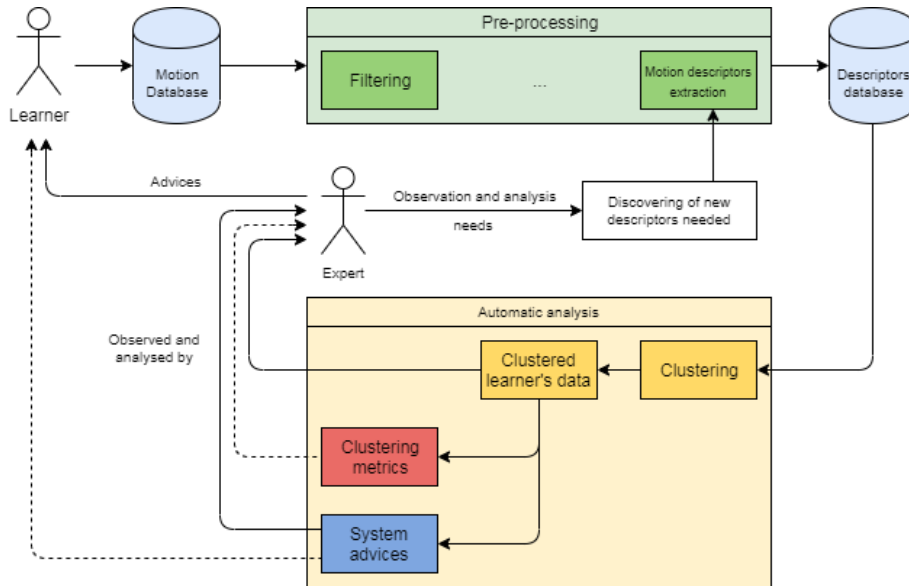 Pre-processing
Motion
Database
Filtering
...
Motion descriptors
extraction
Descriptors
database
Learner
Advices
Observation and analysis
needs
Discovering of new
descriptors needed
Expert
Automatic analysis
Observed and
analysed by
Clustered
learner's data
Clustering
Clustering
metrics
System
advices